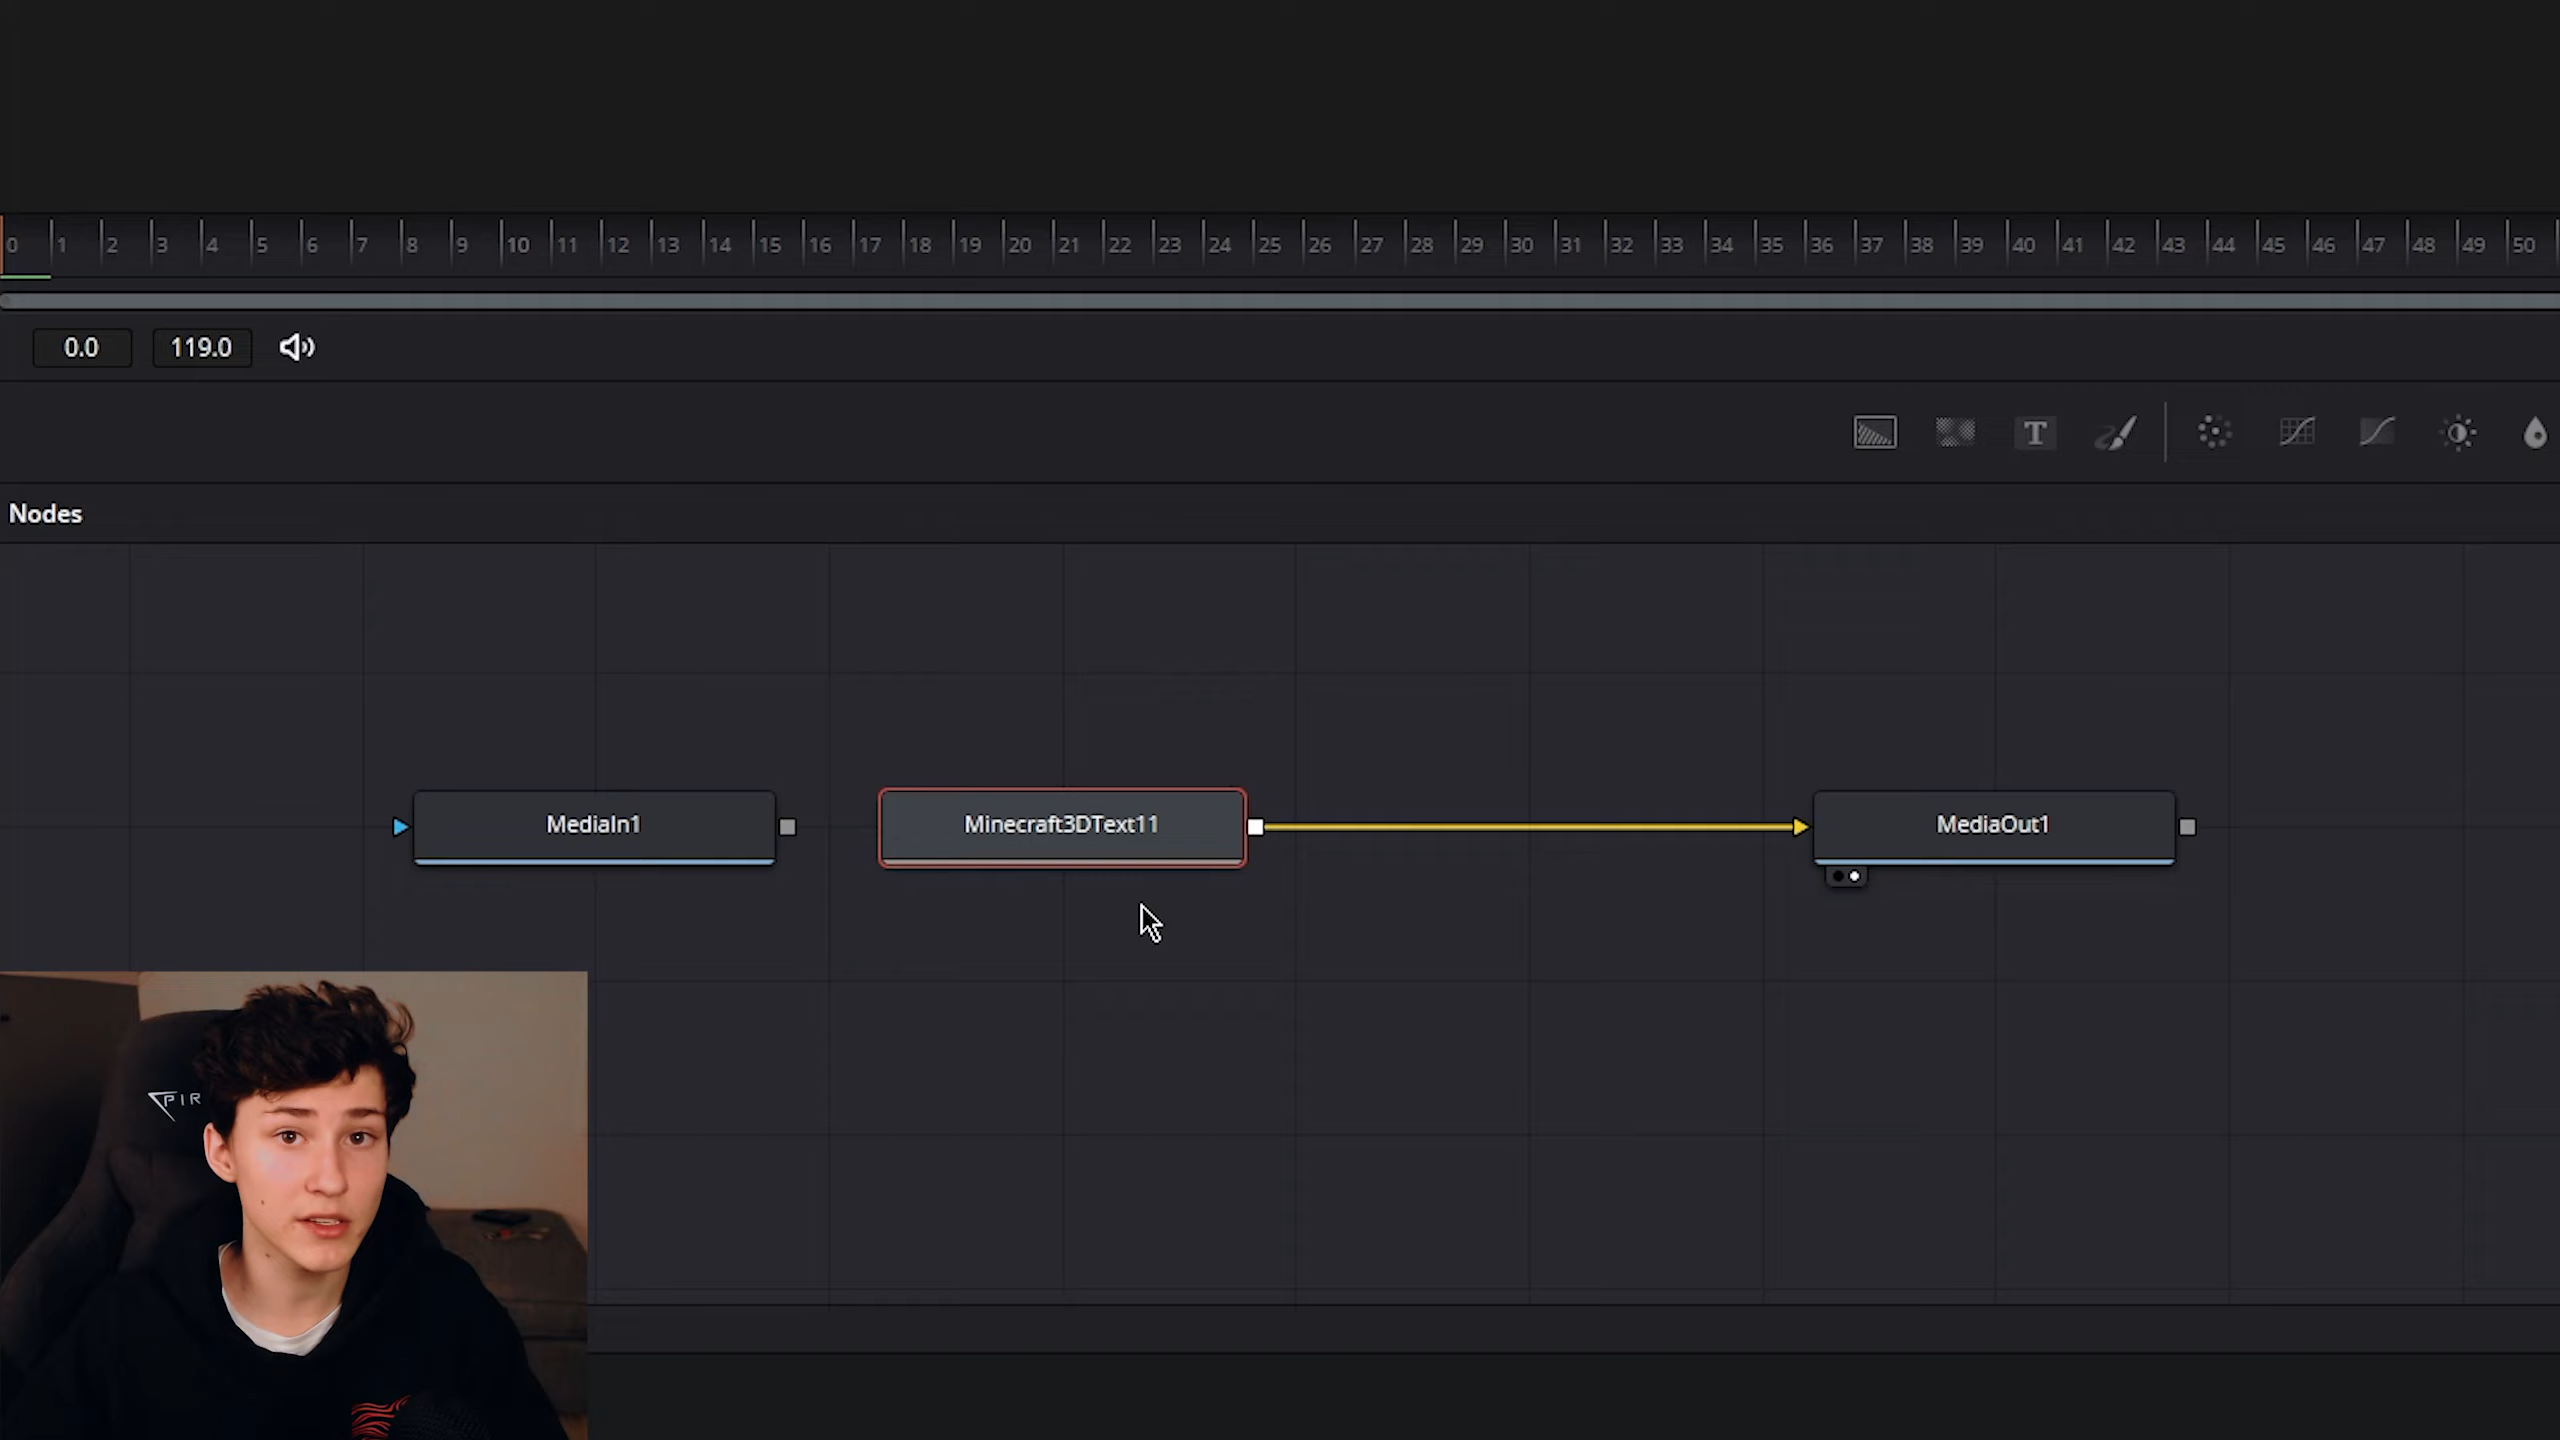 0 1 2 3 4 5 6 7 8 9 10 11 12 13 14 15 16 17 18 19 20 21 22 23 24 25 26 27 28 29 30 31 32 33 34 35 36 37 38 39 40 41 42 43 44 45 46 47 48 49 50
0.0 119.0
T
Nodes
MediaIn1 Minecraft3DText11 MediaOut1
PIR